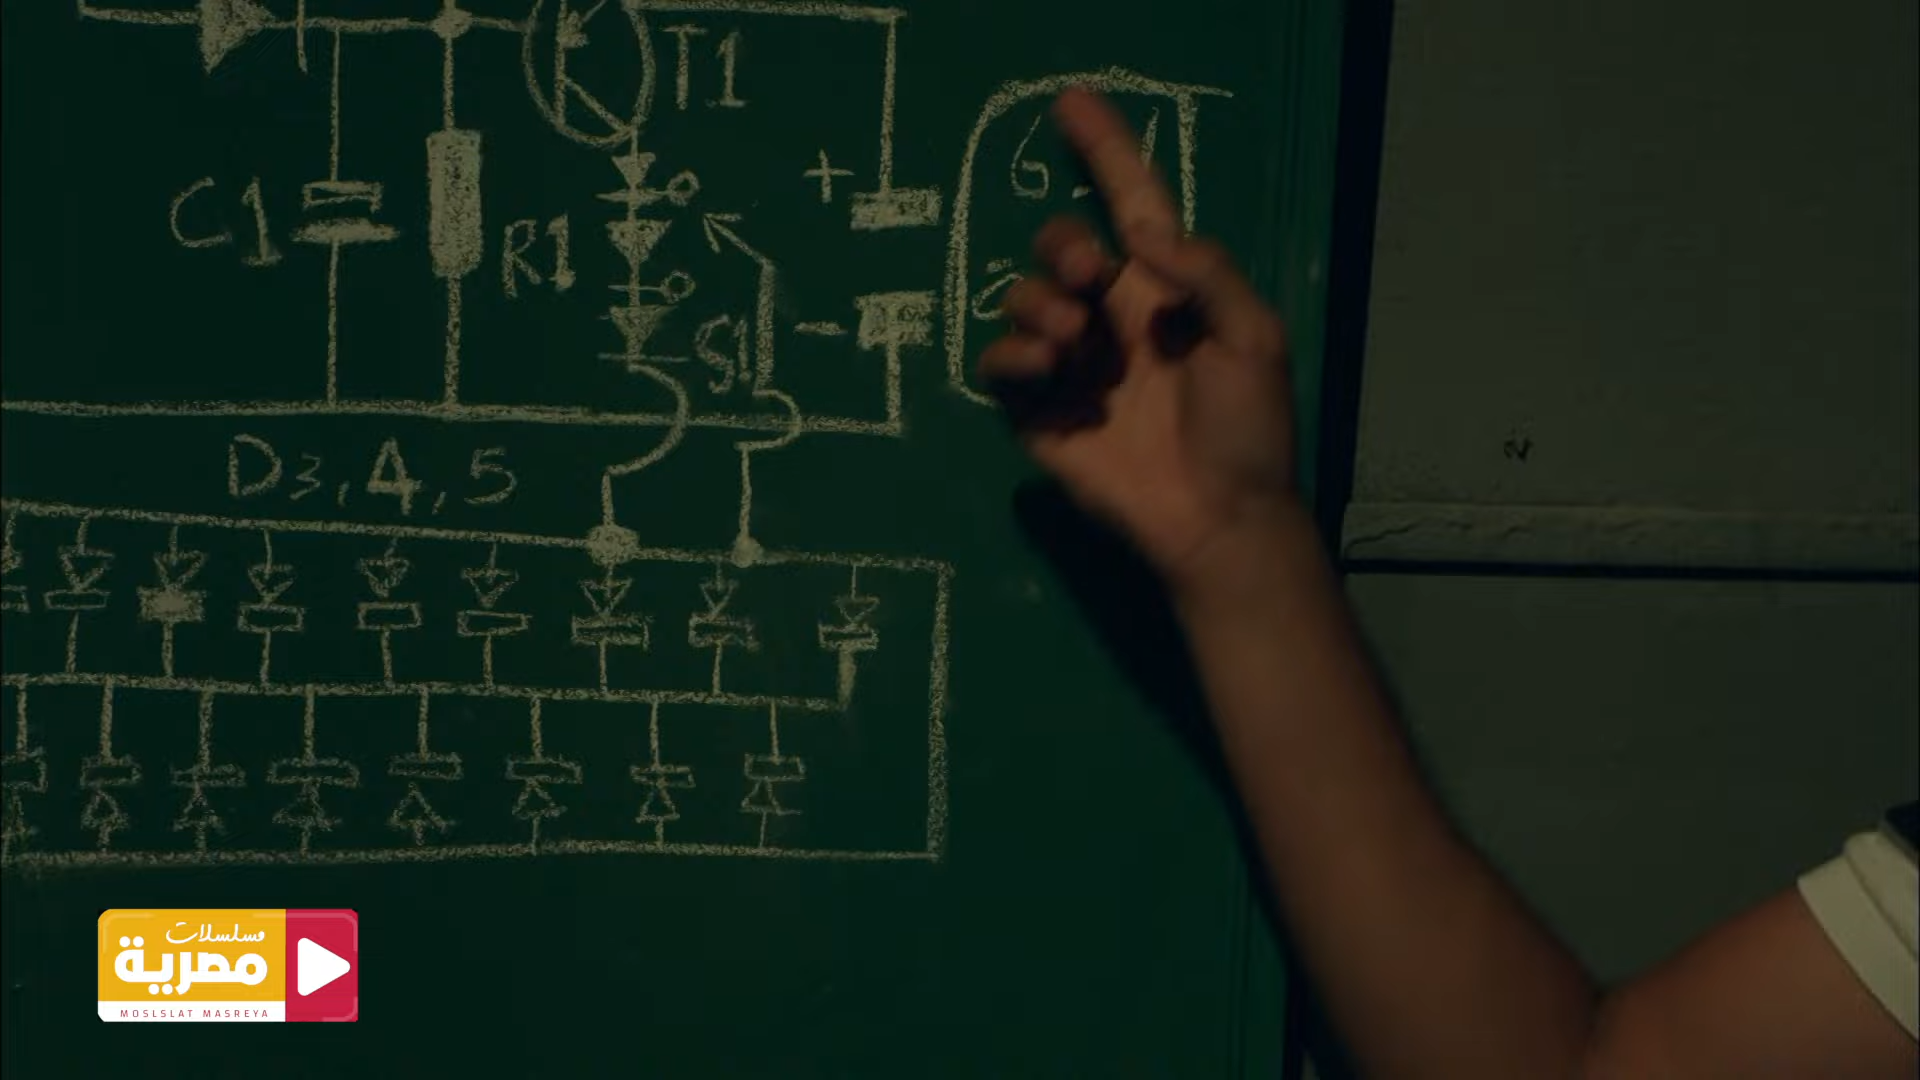 T1
+
C1
R1
S1
-
D3,4,5
مسلسلات
مصرية
MOSLSLAT MASREYA